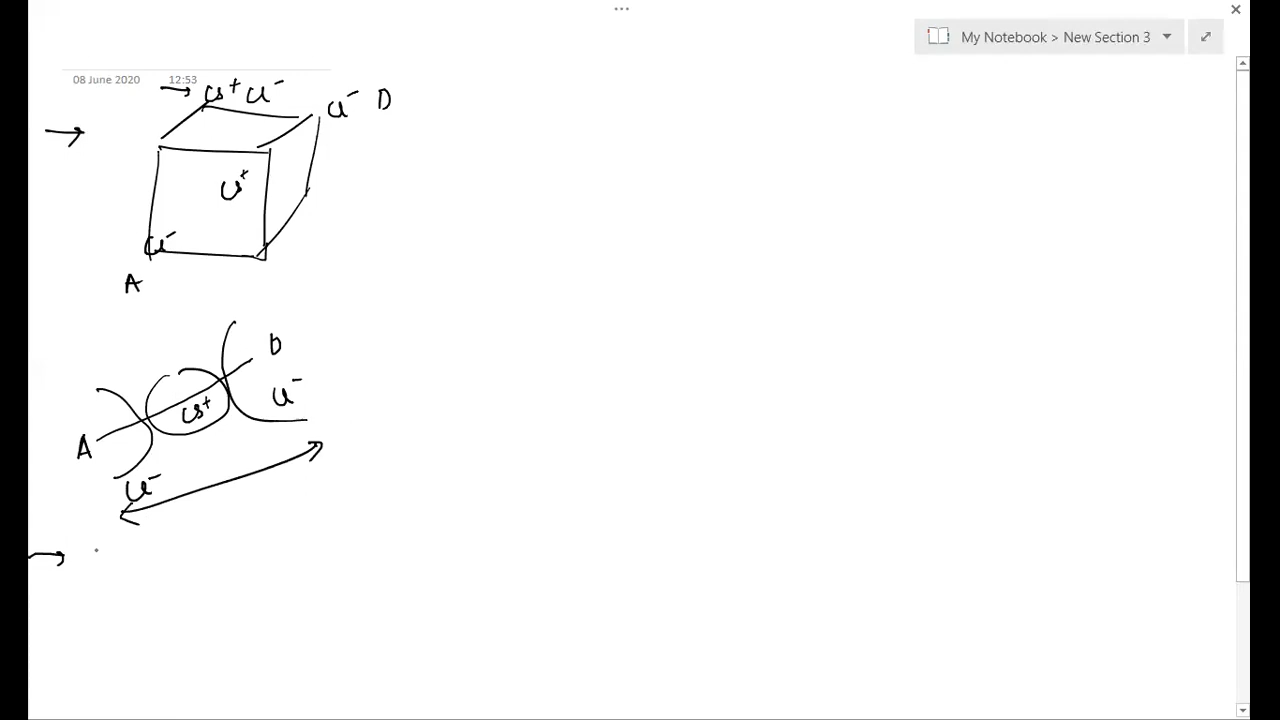 My Notebook > New Section 3
08 June 2020 12:53
→ Cs⁺ Cl⁻
Cl⁻ D
→
Cs⁺
Cl⁻
A
D
Cs⁺ Cl⁻
A
Cl⁻
→